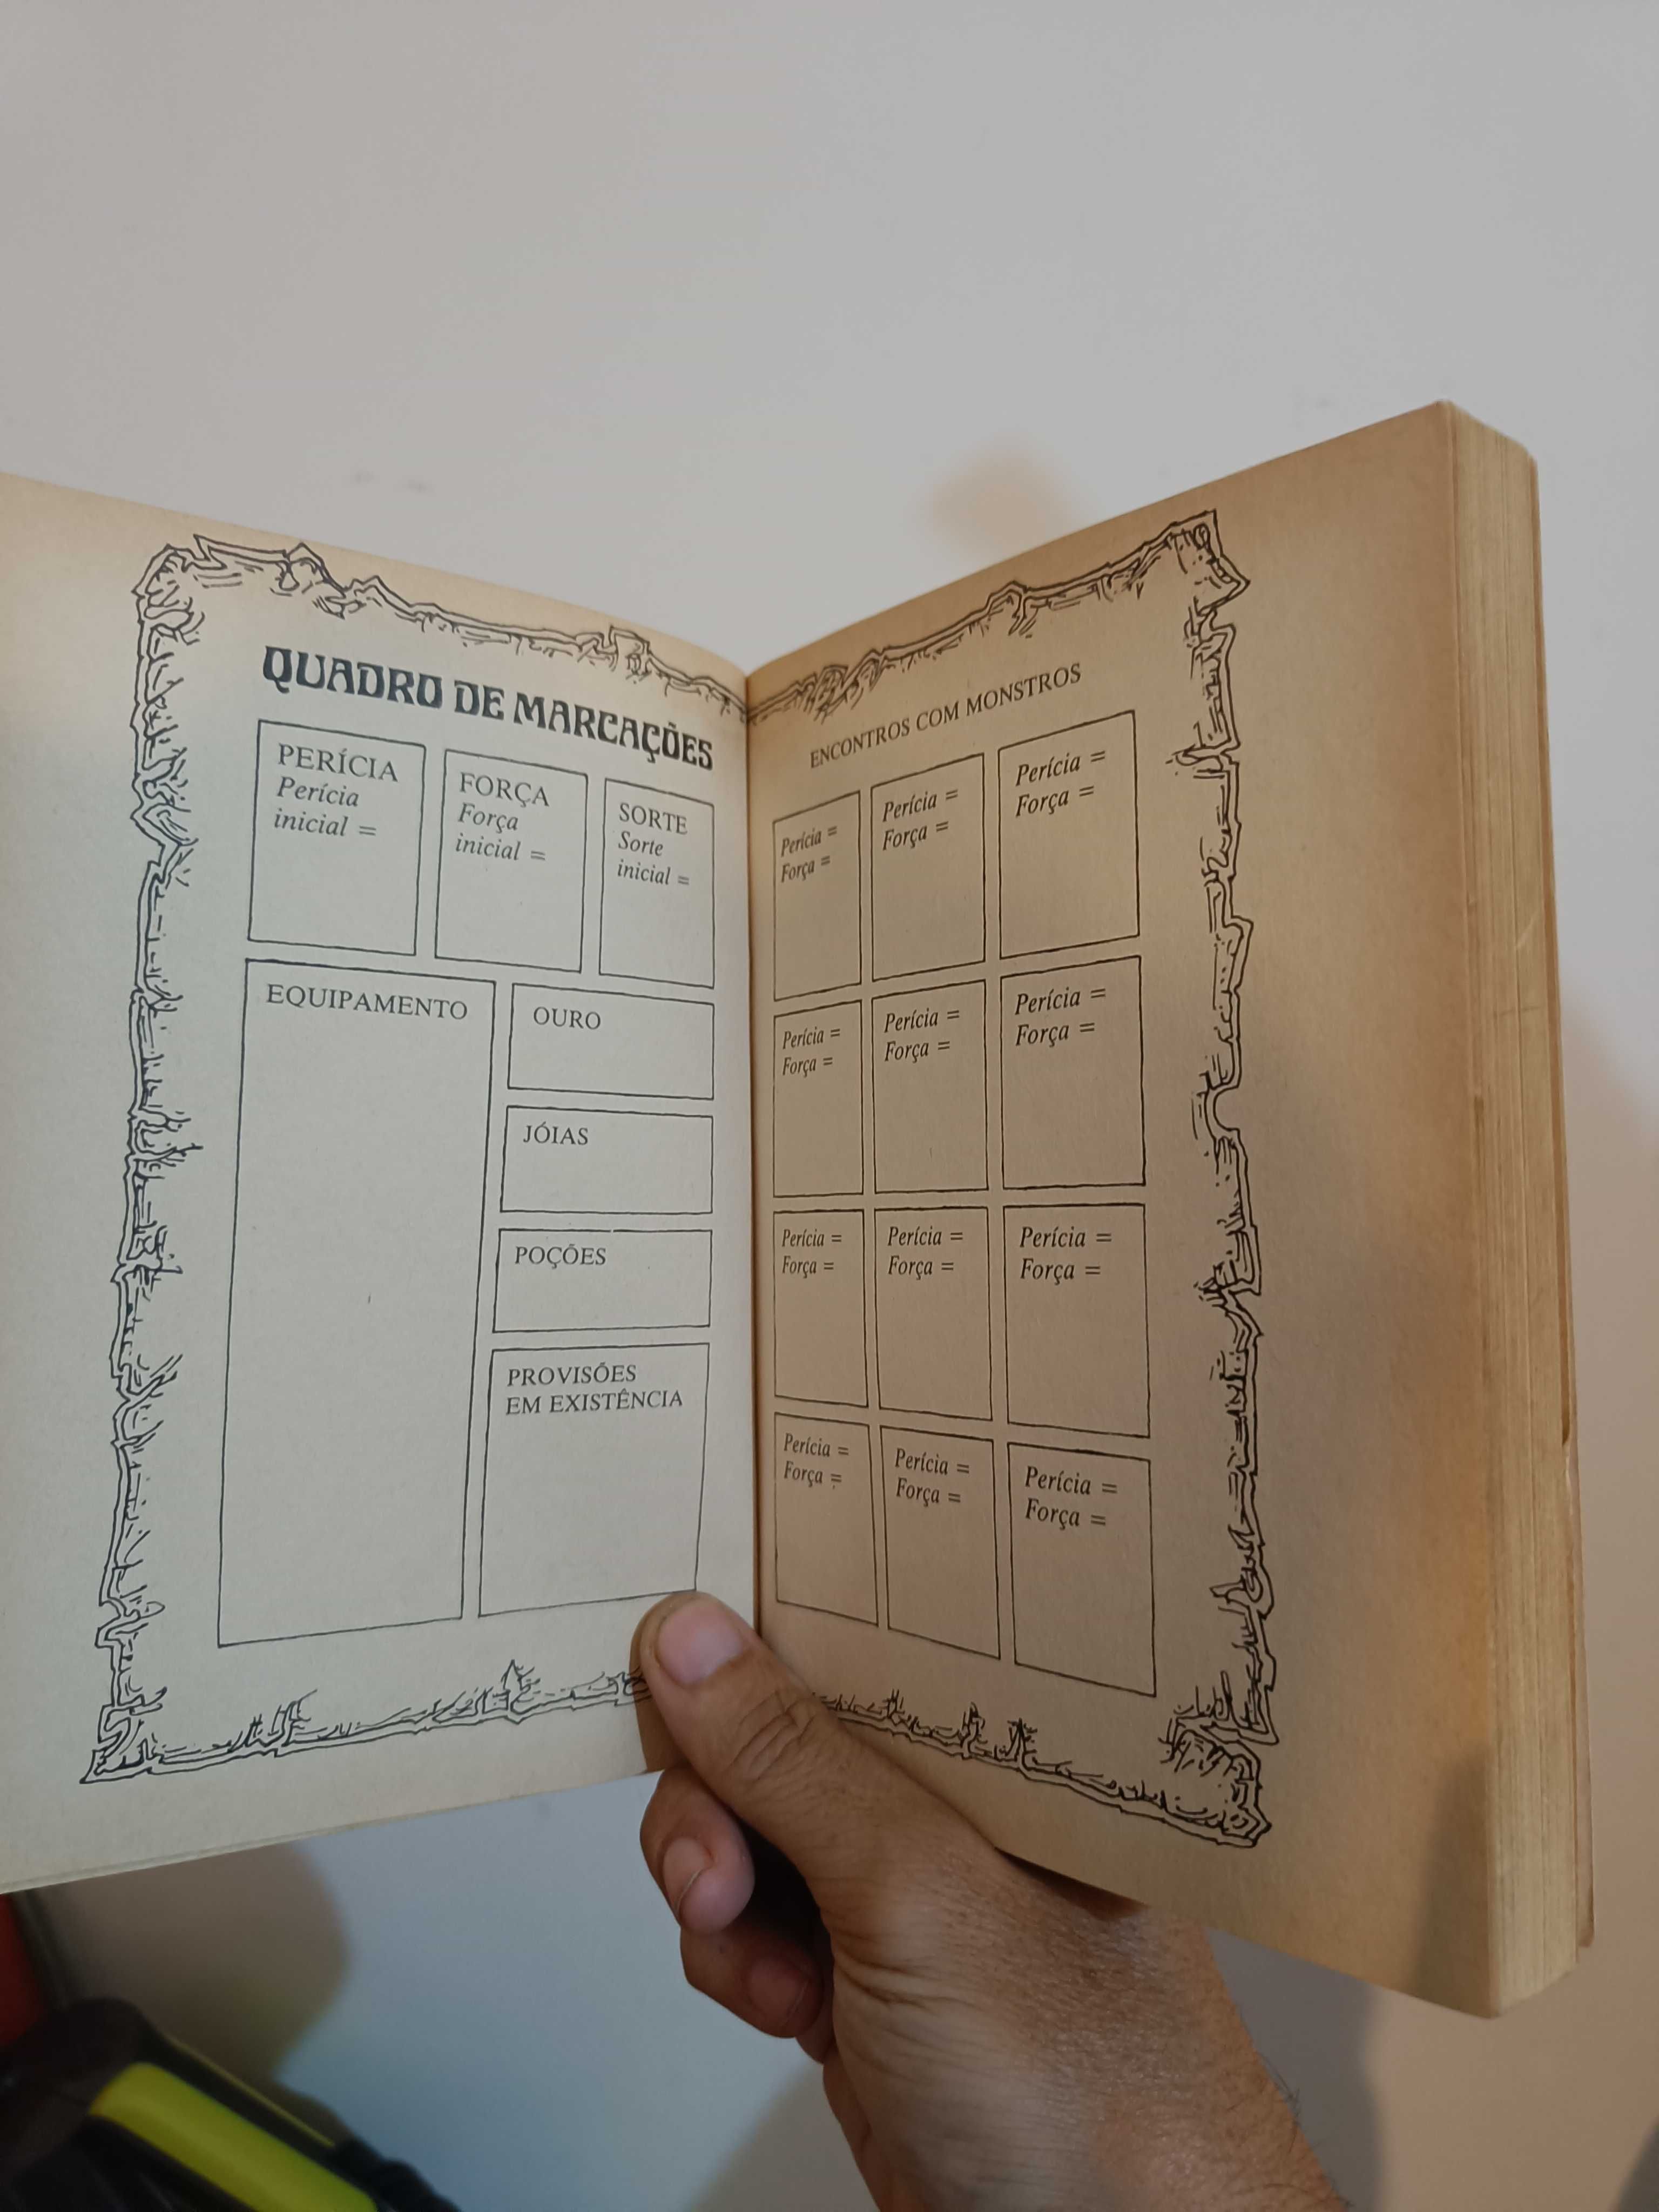 QUADRO DE MARCAÇÕES
PERÍCIA
Perícia
inicial =
FORÇA
Força
inicial =
SORTE
Sorte
inicial =
EQUIPAMENTO
OURO
JÓIAS
POÇÕES
PROVISÕES
EM EXISTÊNCIA
ENCONTROS COM MONSTROS
Perícia =
Força =
Perícia =
Força =
Perícia =
Força =
Perícia =
Força =
Perícia =
Força =
Perícia =
Força =
Perícia =
Força =
Perícia =
Força =
Perícia =
Força =
Perícia =
Força =
Perícia =
Força =
Perícia =
Força =